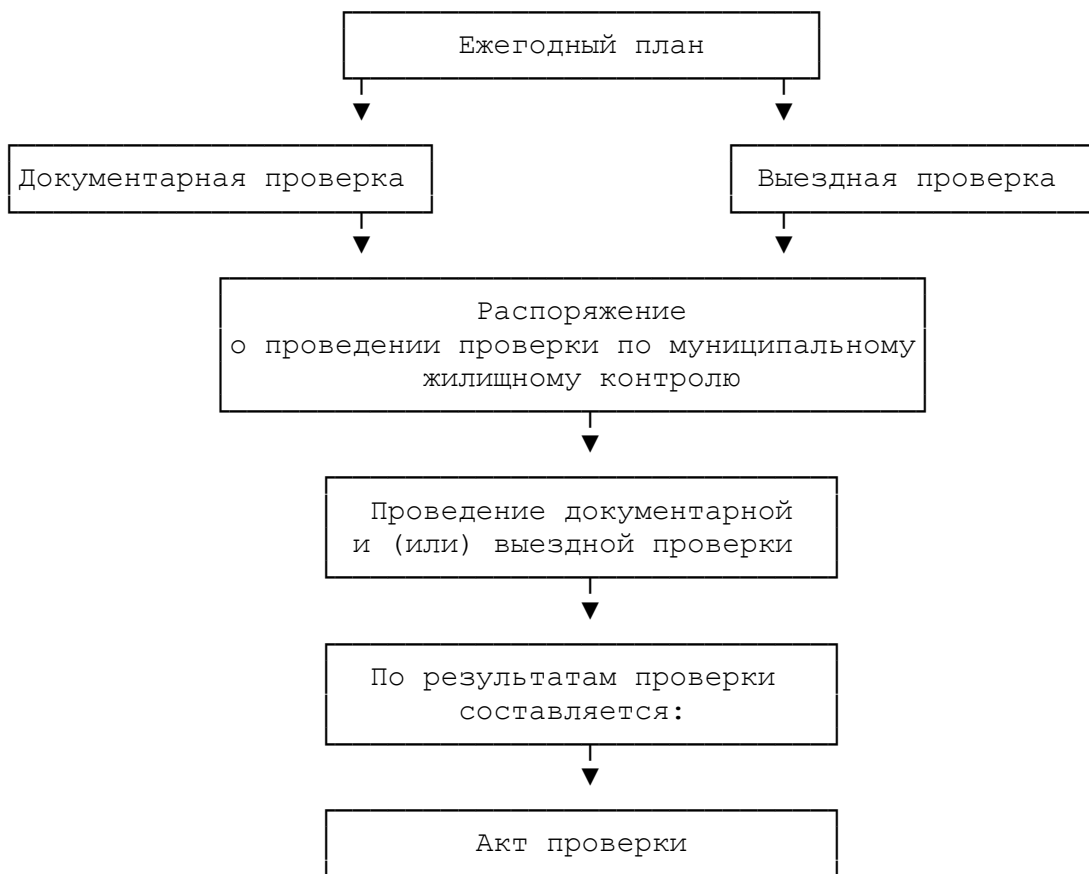 Ежегодный план
Документарная проверка
Выездная проверка
Распоряжение
о проведении проверки по муниципальному
жилищному контролю
Проведение документарной
и (или) выездной проверки
По результатам проверки
составляется:
Акт проверки